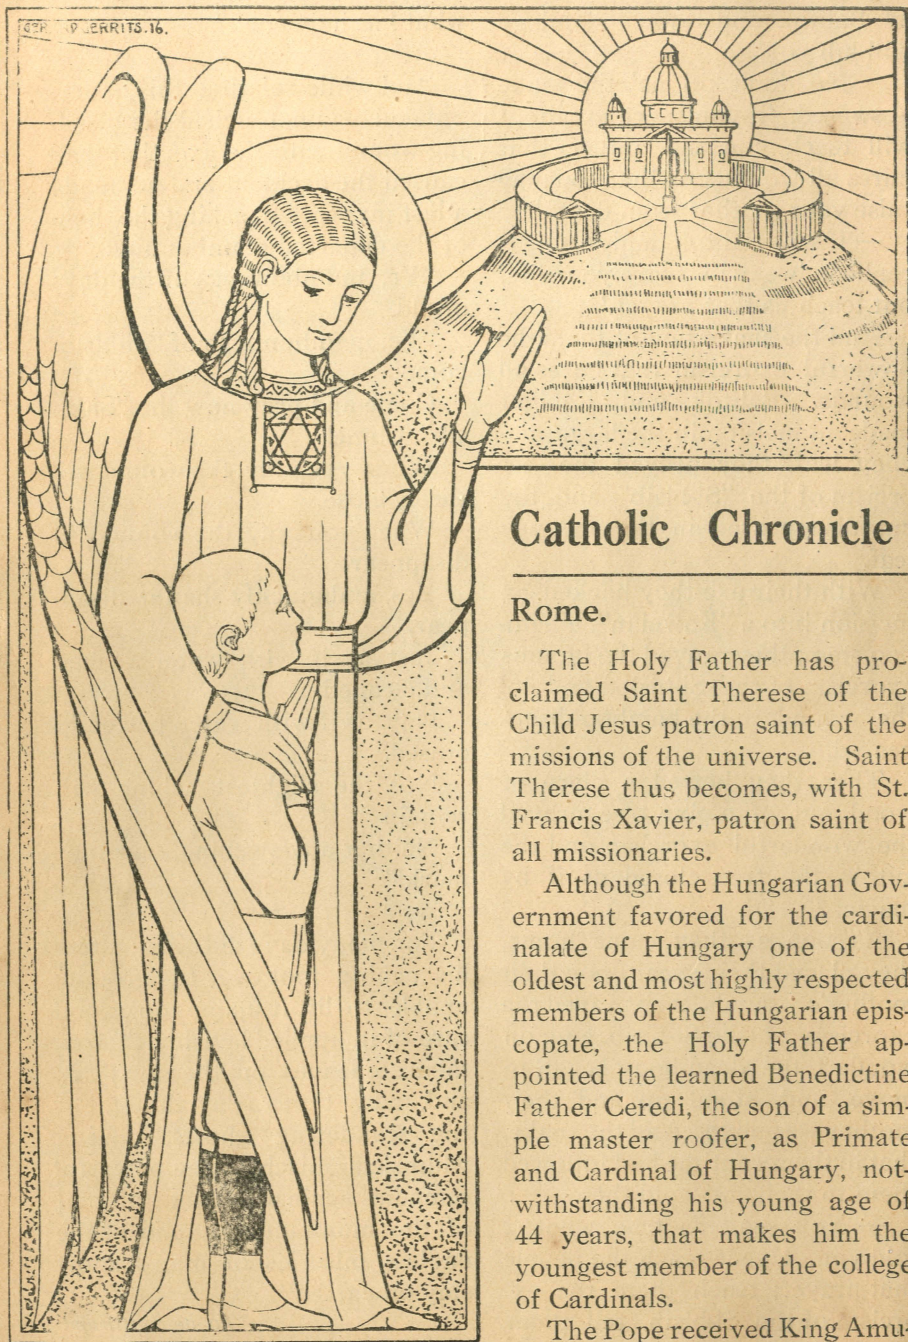 GERRITS.16.
Catholic Chronicle
Rome.
The Holy Father has pro-
claimed Saint Therese of the
Child Jesus patron saint of the
missions of the universe. Saint
Therese thus becomes, with St.
Francis Xavier, patron saint of
all missionaries.
Although the Hungarian Gov-
ernment favored for the cardi-
nalate of Hungary one of the
oldest and most highly respected
members of the Hungarian epis-
copate, the Holy Father ap-
pointed the learned Benedictine
Father Ceredi, the son of a sim-
ple master roofer, as Primate
and Cardinal of Hungary, not-
withstanding his young age of
44 years, that makes him the
youngest member of the college
of Cardinals.
The Pope received King Amu-